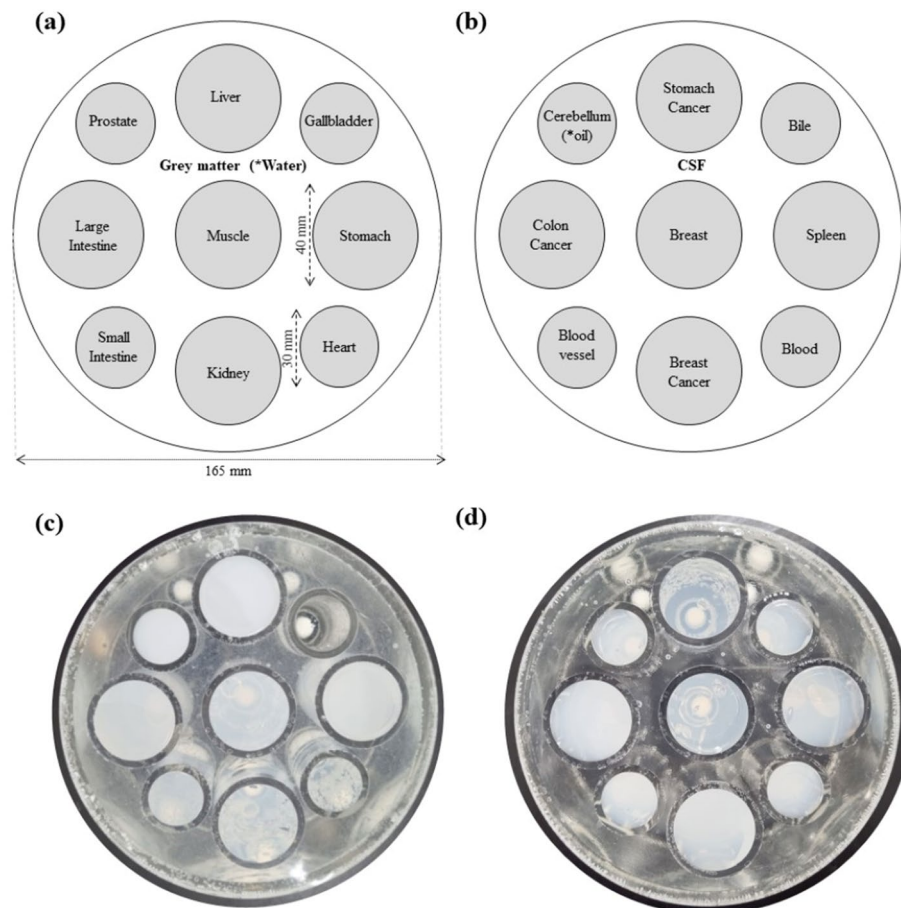 (a)
Liver
Prostate
Gallbladder
Grey matter (*Water)
Large
Intestine
Muscle
40 mm
Stomach
Small
Intestine
Kidney
30 mm
Heart
165 mm
(b)
Stomach
Cancer
Cerebellum
(*oil)
Bile
CSF
Colon
Cancer
Breast
Spleen
Blood
vessel
Breast
Cancer
Blood
(c)
(d)